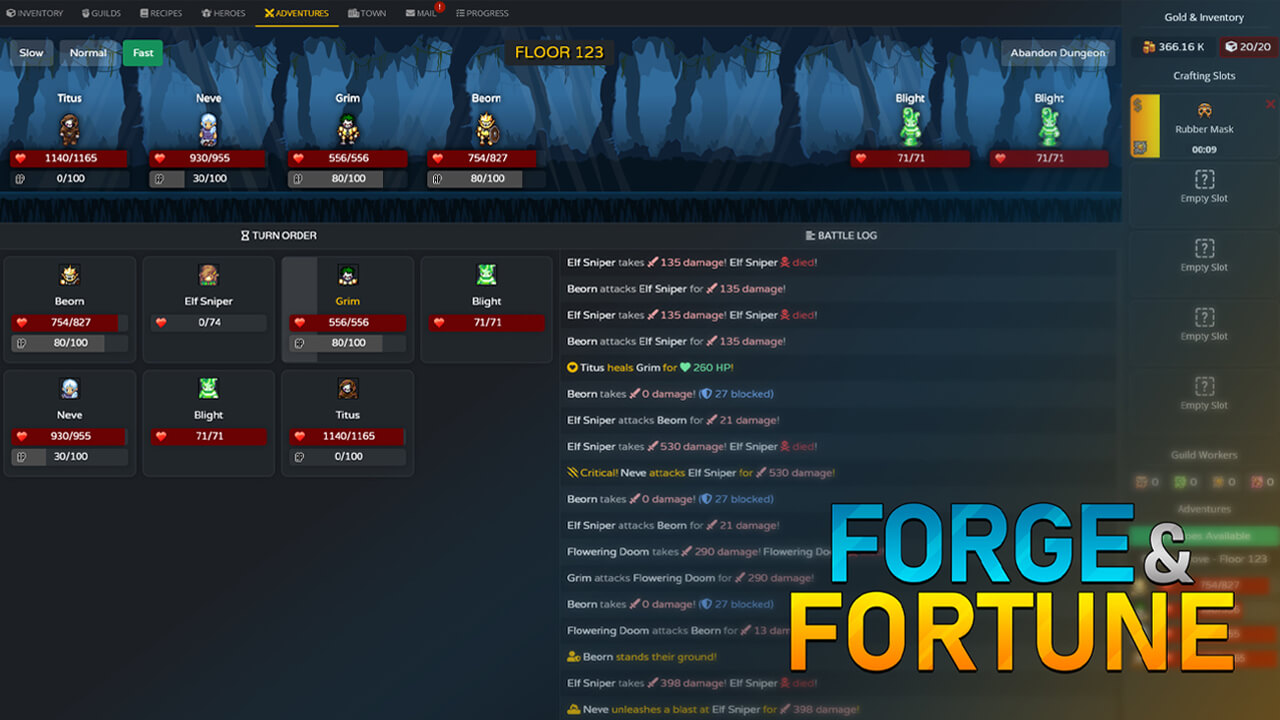 INVENTORY GUILDS RECIPES HEROES ADVENTURES TOWN MAIL ! PROGRESS
Slow Normal Fast
FLOOR 123
Abandon Dungeon
Titus Neve Grim Beorn Blight Blight
1140/1165 930/955 556/556 754/827 71/71 71/71
0/100 30/100 80/100 80/100
TURN ORDER
Beorn Elf Sniper Grim Blight
754/827 0/74 556/556 71/71
80/100 80/100
Neve Blight Titus
930/955 71/71 1140/1165
30/100 0/100
BATTLE LOG
Elf Sniper takes 135 damage! Elf Sniper died!
Beorn attacks Elf Sniper for 135 damage!
Elf Sniper takes 135 damage! Elf Sniper died!
Beorn attacks Elf Sniper for 135 damage!
Titus heals Grim for 260 HP!
Beorn takes 0 damage! (27 blocked)
Elf Sniper attacks Beorn for 21 damage!
Elf Sniper takes 530 damage! Elf Sniper died!
Critical! Neve attacks Elf Sniper for 530 damage!
Beorn takes 0 damage! (27 blocked)
Elf Sniper attacks Beorn for 21 damage!
Flowering Doom takes 290 damage! Flowering
Grim attacks Flowering Doom for 290 damage!
Beorn takes 0 damage! (27 blocked)
Flowering Doom attacks Beorn for 13
Beorn stands their ground!
Elf Sniper takes 398 damage! Elf Sniper died!
Neve unleashes a blast at Elf Sniper for 398 damage!
Gold & Inventory
366.16 K 20/20
Crafting Slots
$
Rubber Mask
00:09
Empty Slot
Empty Slot
Empty Slot
Empty Slot
Guild Workers
0 0 0 0
Adventures
Available
Floor 123
754/827
FORGE &
FORTUNE